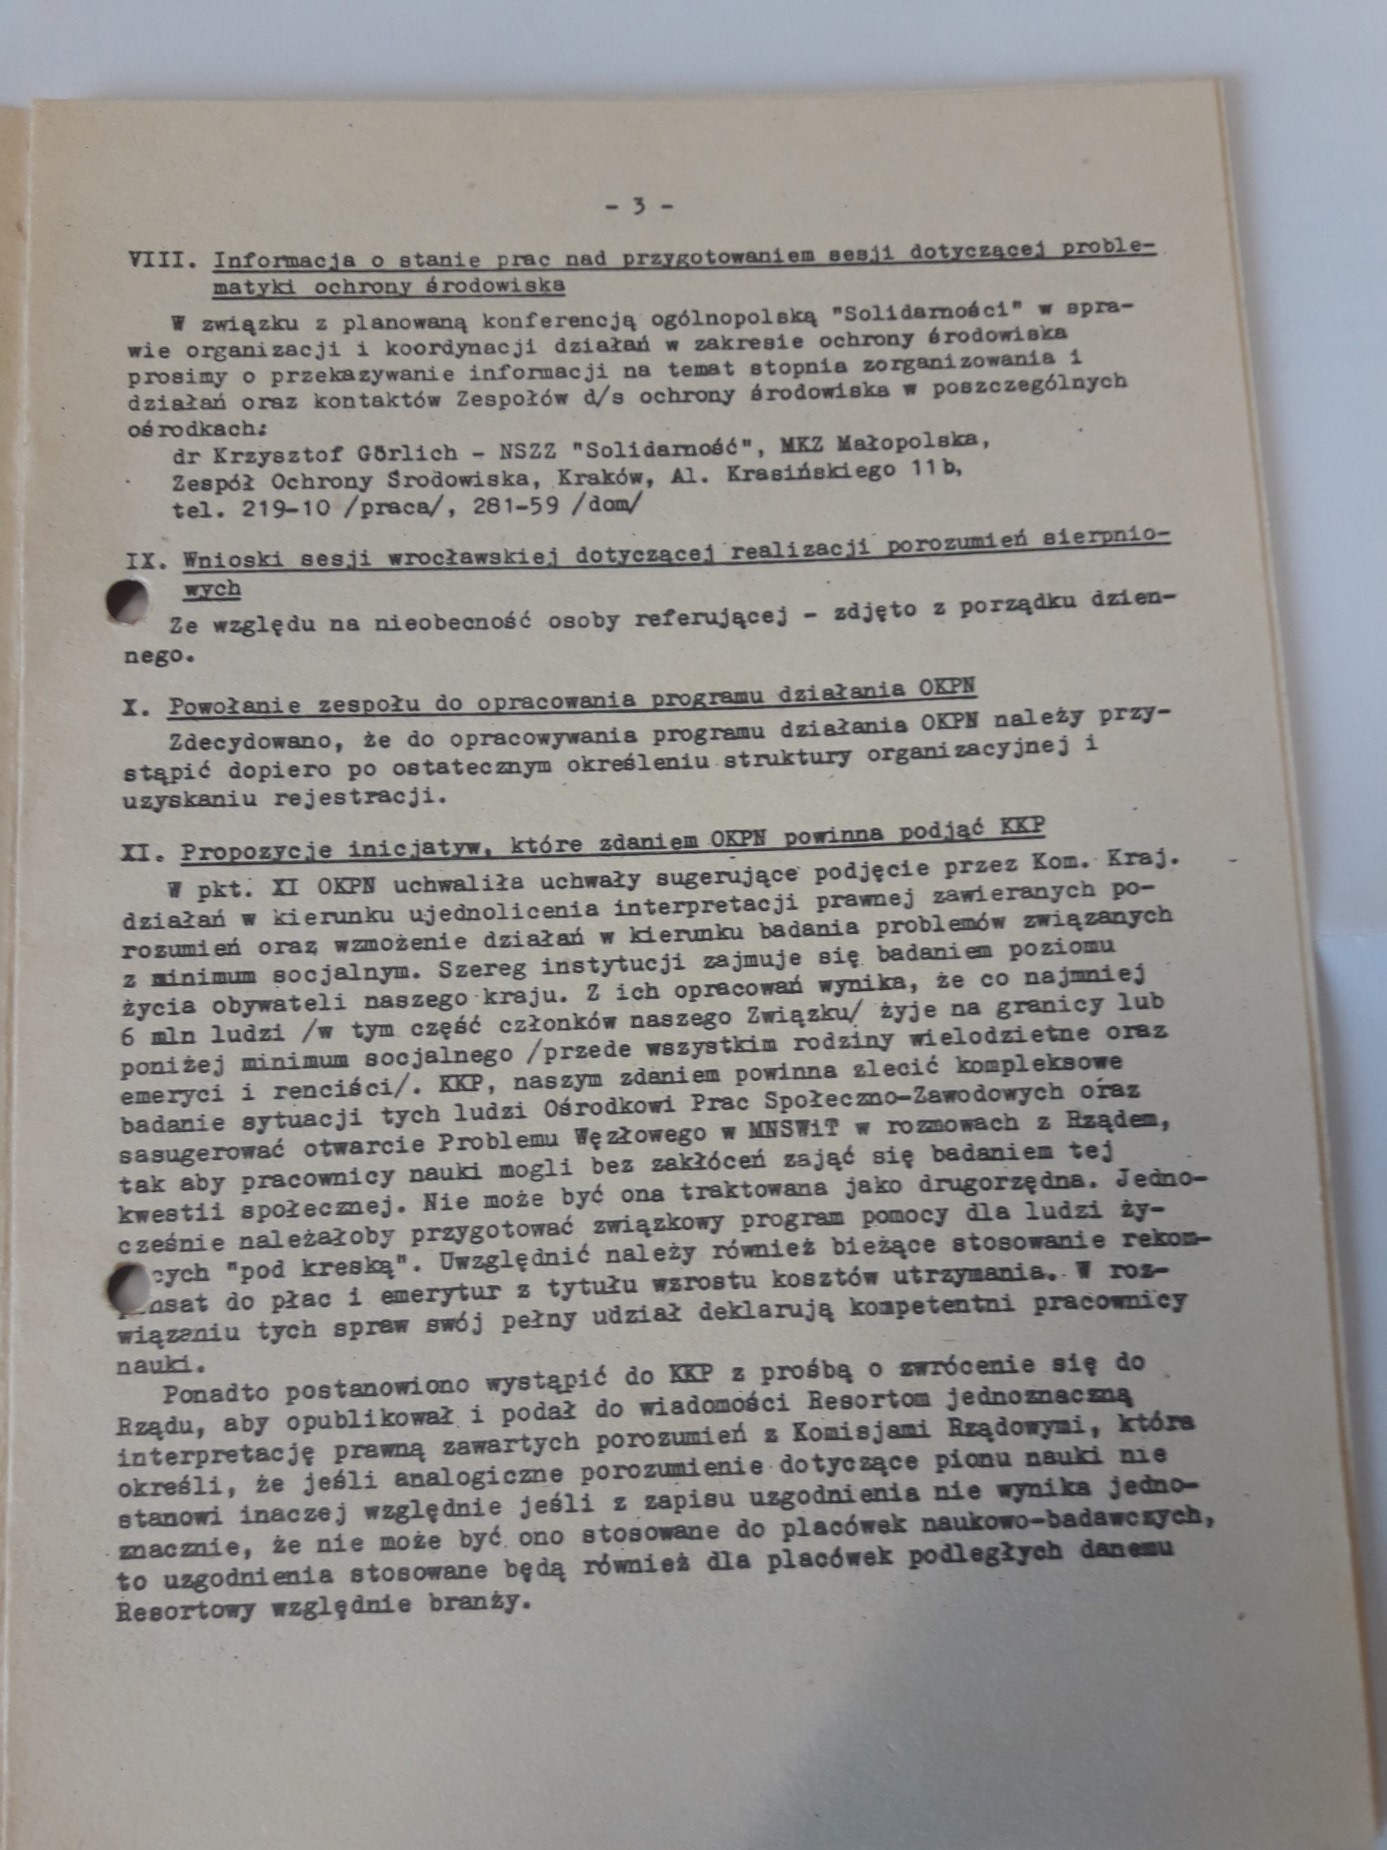 - 3 -
VIII. Informacja o stanie prac nad przygotowaniem sesji dotyczącej proble-
matyki ochrony środowiska
W związku z planowaną konferencją ogólnopolską "Solidarności" w spra-
wie organizacji i koordynacji działań w zakresie ochrony środowiska
prosimy o przekazywanie informacji na temat stopnia zorganizowania i
działań oraz kontaktów Zespołów d/s ochrony środowiska w poszczególnych
ośrodkach:
dr Krzysztof Görlich - NSZZ "Solidarność", MKZ Małopolska,
Zespół Ochrony Środowiska, Kraków, Al. Krasińskiego 11b,
tel. 219-10 /praca/, 281-59 /dom/
IX. Wnioski sesji wrocławskiej dotyczącej realizacji porozumień sierpnio-
wych
Ze względu na nieobecność osoby referującej - zdjęto z porządku dzien-
nego.
X. Powołanie zespołu do opracowania programu działania OKPN
Zdecydowano, że do opracowywania programu działania OKPN należy przy-
stąpić dopiero po ostatecznym określeniu struktury organizacyjnej i
uzyskaniu rejestracji.
XI. Propozycje inicjatyw, które zdaniem OKPN powinna podjąć KKP
W pkt. XI OKPN uchwaliła uchwały sugerujące podjęcie przez Kom. Kraj.
działań w kierunku ujednolicenia interpretacji prawnej zawieranych po-
rozumień oraz wzmożenie działań w kierunku badania problemów związanych
z minimum socjalnym. Szereg instytucji zajmuje się badaniem poziomu
życia obywateli naszego kraju. Z ich opracowań wynika, że co najmniej
6 mln ludzi /w tym część członków naszego Związku/ żyje na granicy lub
poniżej minimum socjalnego /przede wszystkim rodziny wielodzietne oraz
emeryci i renciści/. KKP, naszym zdaniem powinna zlecić kompleksowe
badanie sytuacji tych ludzi Ośrodkowi Prac Społeczno-Zawodowych oraz
sasugerować otwarcie Problemu Węzłowego w MNSWiT w rozmowach z Rządem,
tak aby pracownicy nauki mogli bez zakłóceń zająć się badaniem tej
kwestii społecznej. Nie może być ona traktowana jako drugorzędna. Jedno-
cześnie należałoby przygotować związkowy program pomocy dla ludzi ży-
cych "pod kreską". Uwzględnić należy również bieżące stosowanie rekom-
nsat do płac i emerytur z tytułu wzrostu kosztów utrzymania. W roz-
wiązaniu tych spraw swój pełny udział deklarują kompetentni pracownicy
nauki.
Ponadto postanowiono wystąpić do KKP z prośbą o zwrócenie się do
Rządu, aby opublikował i podał do wiadomości Resortom jednoznaczną
interpretację prawną zawartych porozumień z Komisjami Rządowymi, która
określi, że jeśli analogiczne porozumienie dotyczące pionu nauki nie
stanowi inaczej względnie jeśli z zapisu uzgodnienia nie wynika jedno-
znacznie, że nie może być ono stosowane do placówek naukowo-badawczych,
to uzgodnienia stosowane będą również dla placówek podległych danemu
Resortowy względnie branży.